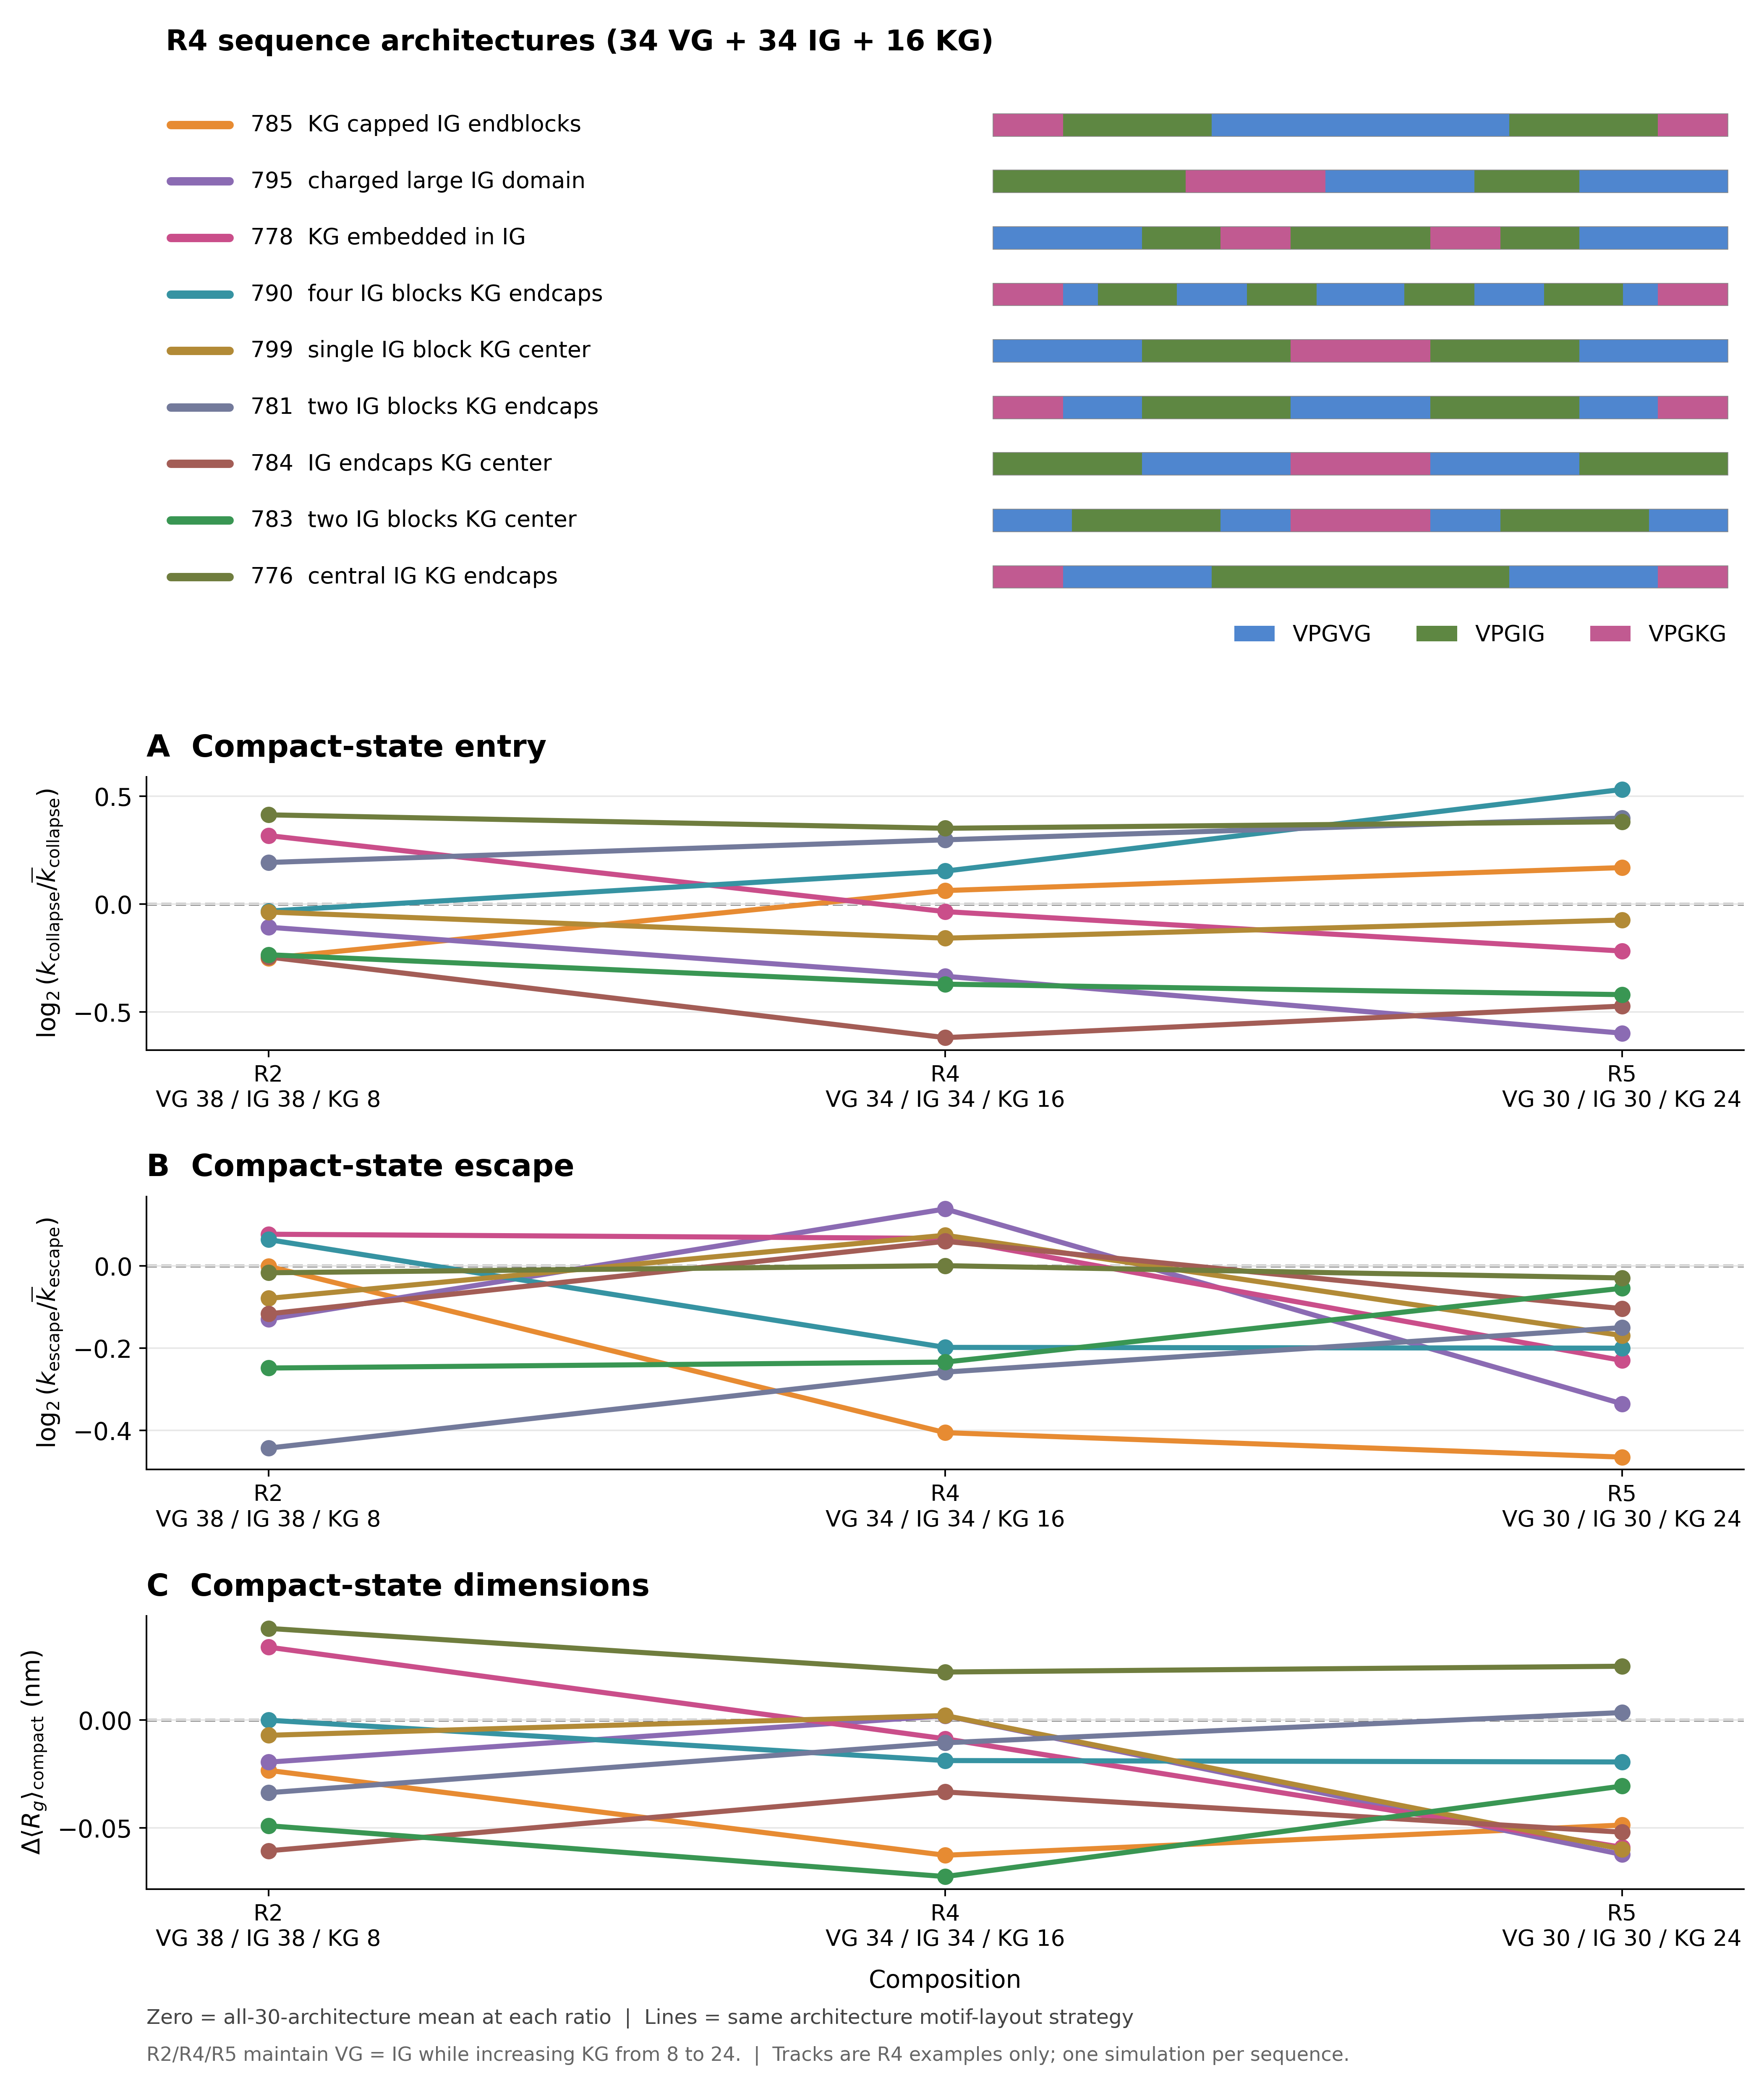 R4 sequence architectures (34 VG + 34 IG + 16 KG)
785 KG capped IG endblocks
795 charged large IG domain
778 KG embedded in IG
790 four IG blocks KG endcaps
799 single IG block KG center
781 two IG blocks KG endcaps
784 IG endcaps KG center
783 two IG blocks KG center
776 central IG KG endcaps
VPGVG VPGIG VPGKG
A Compact-state entry
log₂ (k_collapse/k̅_collapse)
0.5
0.0
−0.5
R2 R4 R5
VG 38 / IG 38 / KG 8 VG 34 / IG 34 / KG 16 VG 30 / IG 30 / KG 24
B Compact-state escape
log₂ (k_escape/k̅_escape)
0.0
−0.2
−0.4
R2 R4 R5
VG 38 / IG 38 / KG 8 VG 34 / IG 34 / KG 16 VG 30 / IG 30 / KG 24
C Compact-state dimensions
Δ⟨R_g⟩_compact (nm)
0.00
−0.05
R2 R4 R5
VG 38 / IG 38 / KG 8 VG 34 / IG 34 / KG 16 VG 30 / IG 30 / KG 24
Composition
Zero = all-30-architecture mean at each ratio | Lines = same architecture motif-layout strategy
R2/R4/R5 maintain VG = IG while increasing KG from 8 to 24. | Tracks are R4 examples only; one simulation per sequence.